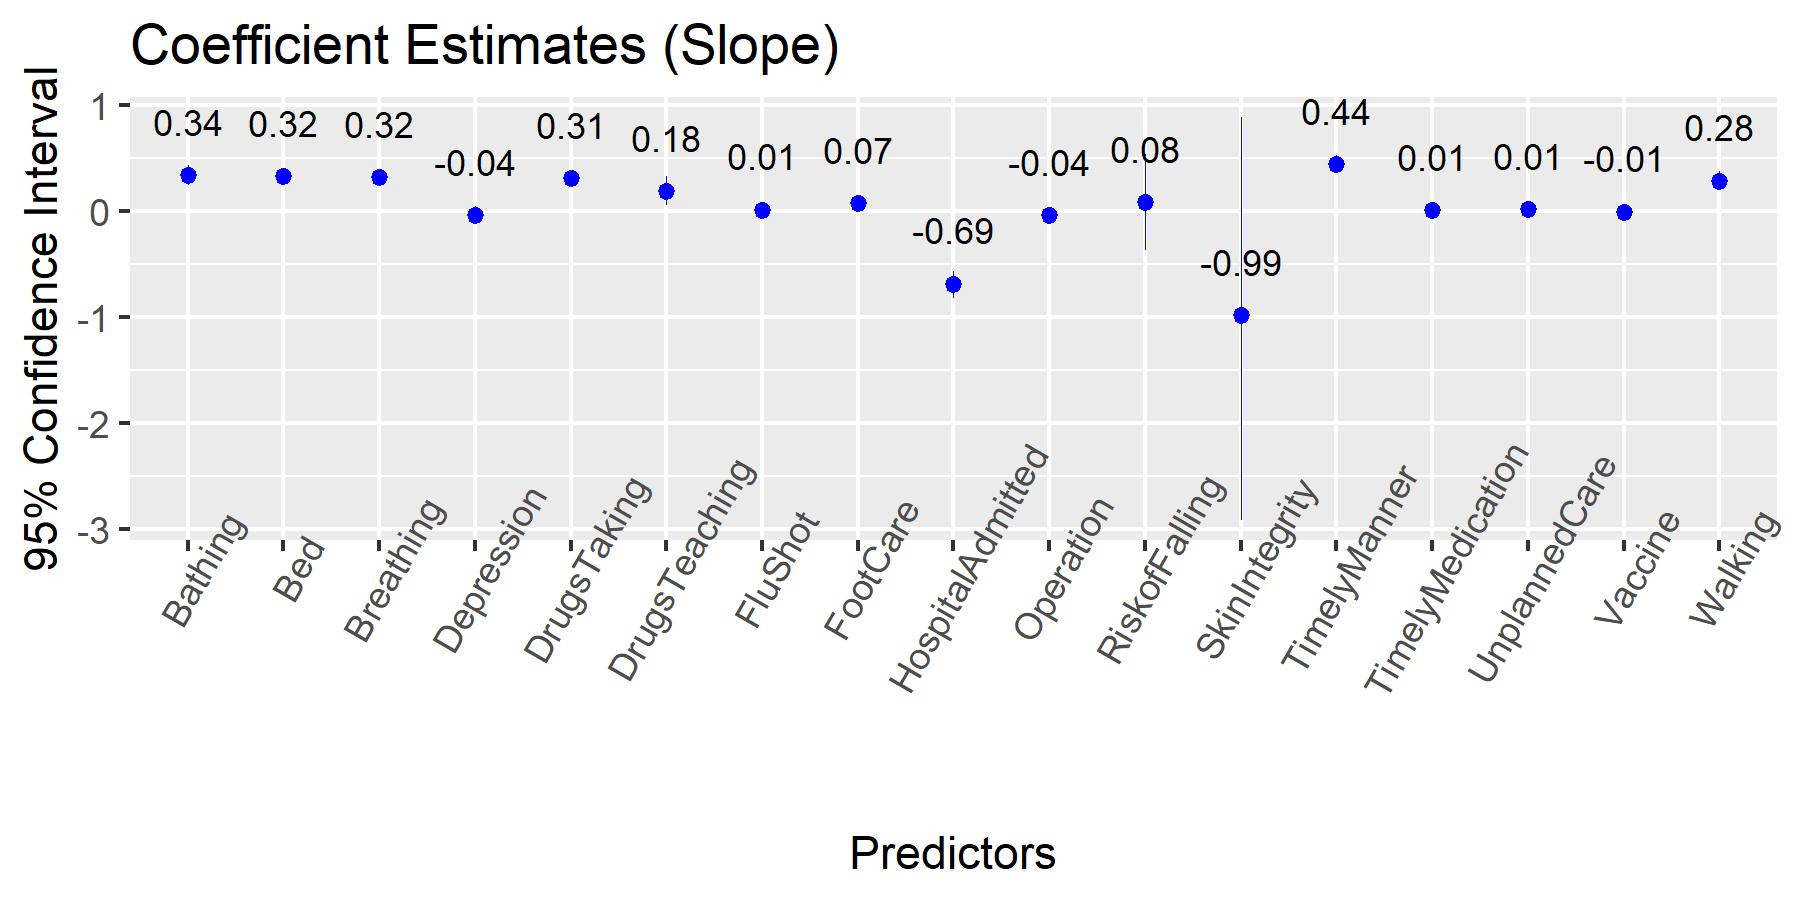 Coefficient Estimates (Slope)
95% Confidence Interval
1
0
-1
-2
-3
0.34
0.32
0.32
-0.04
0.31
0.18
0.01
0.07
-0.69
-0.04
0.08
-0.99
0.44
0.01
0.01
-0.01
0.28
Bathing
Bed
Breathing
Depression
DrugsTaking
DrugsTeaching
FluShot
FootCare
HospitalAdmitted
Operation
RiskofFalling
SkinIntegrity
TimelyManner
TimelyMedication
UnplannedCare
Vaccine
Walking
Predictors